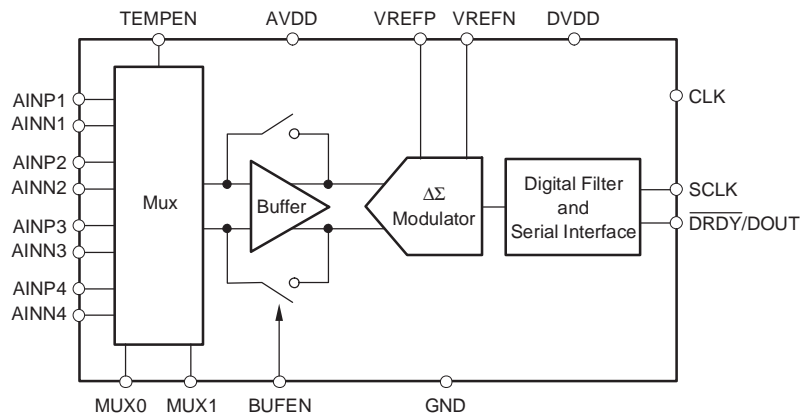 TEMPEN AVDD VREFP VREFN DVDD
AINP1
AINN1
AINP2
AINN2
AINP3
AINN3
AINP4
AINN4
Mux
Buffer
ΔΣ
Modulator
Digital Filter
and
Serial Interface
CLK
SCLK
D̅R̅D̅Y̅/DOUT
MUX0 MUX1 BUFEN GND